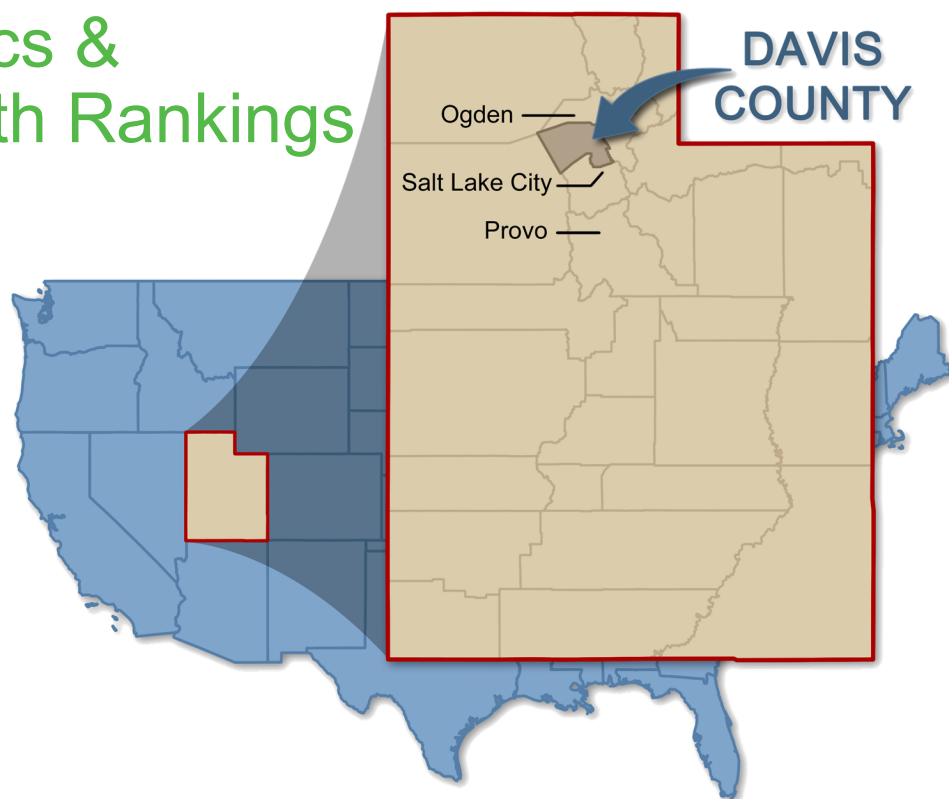 cs &
th Rankings
DAVIS
COUNTY
Ogden
Salt Lake City
Provo